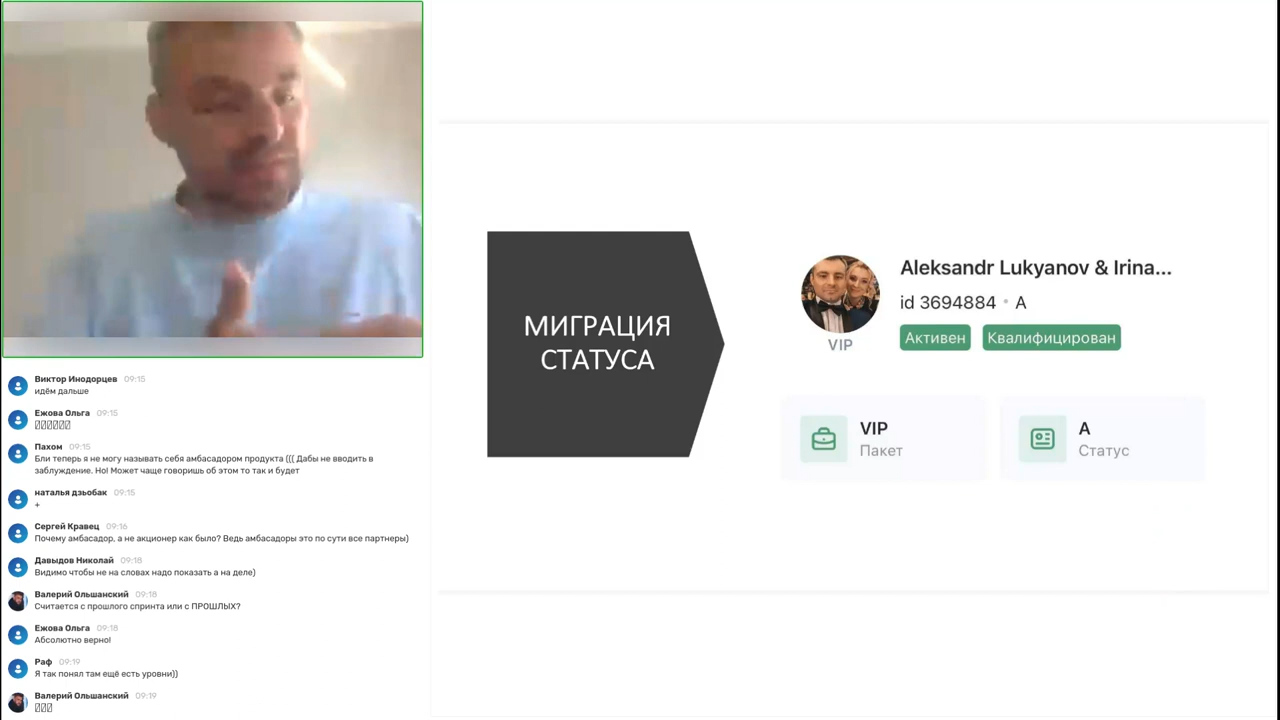 Виктор Инодорцев 09:15
идём дальше
Ежова Ольга 09:15
Пахом 09:15
Бли теперь я не могу называть себя амбасадором продукта ((( Дабы не вводить в
заблуждение. Но! Может чаще говоришь об этом то так и будет
наталья дзьобак 09:15
+
Сергей Кравец 09:16
Почему амбасадор, а не акционер как было? Ведь амбасадоры это по сути все партнеры)
Давыдов Николай 09:18
Видимо чтобы не на словах надо показать а на деле)
Валерий Ольшанский 09:18
Считается с прошлого спринта или с ПРОШЛЫХ?
Ежова Ольга 09:18
Абсолютно верно!
Раф 09:19
Я так понял там ещё есть уровни))
Валерий Ольшанский 09:19
МИГРАЦИЯ
СТАТУСА
Aleksandr Lukyanov & Irina...
id 3694884 • A
VIP
Активен Квалифицирован
VIP
Пакет
A
Статус